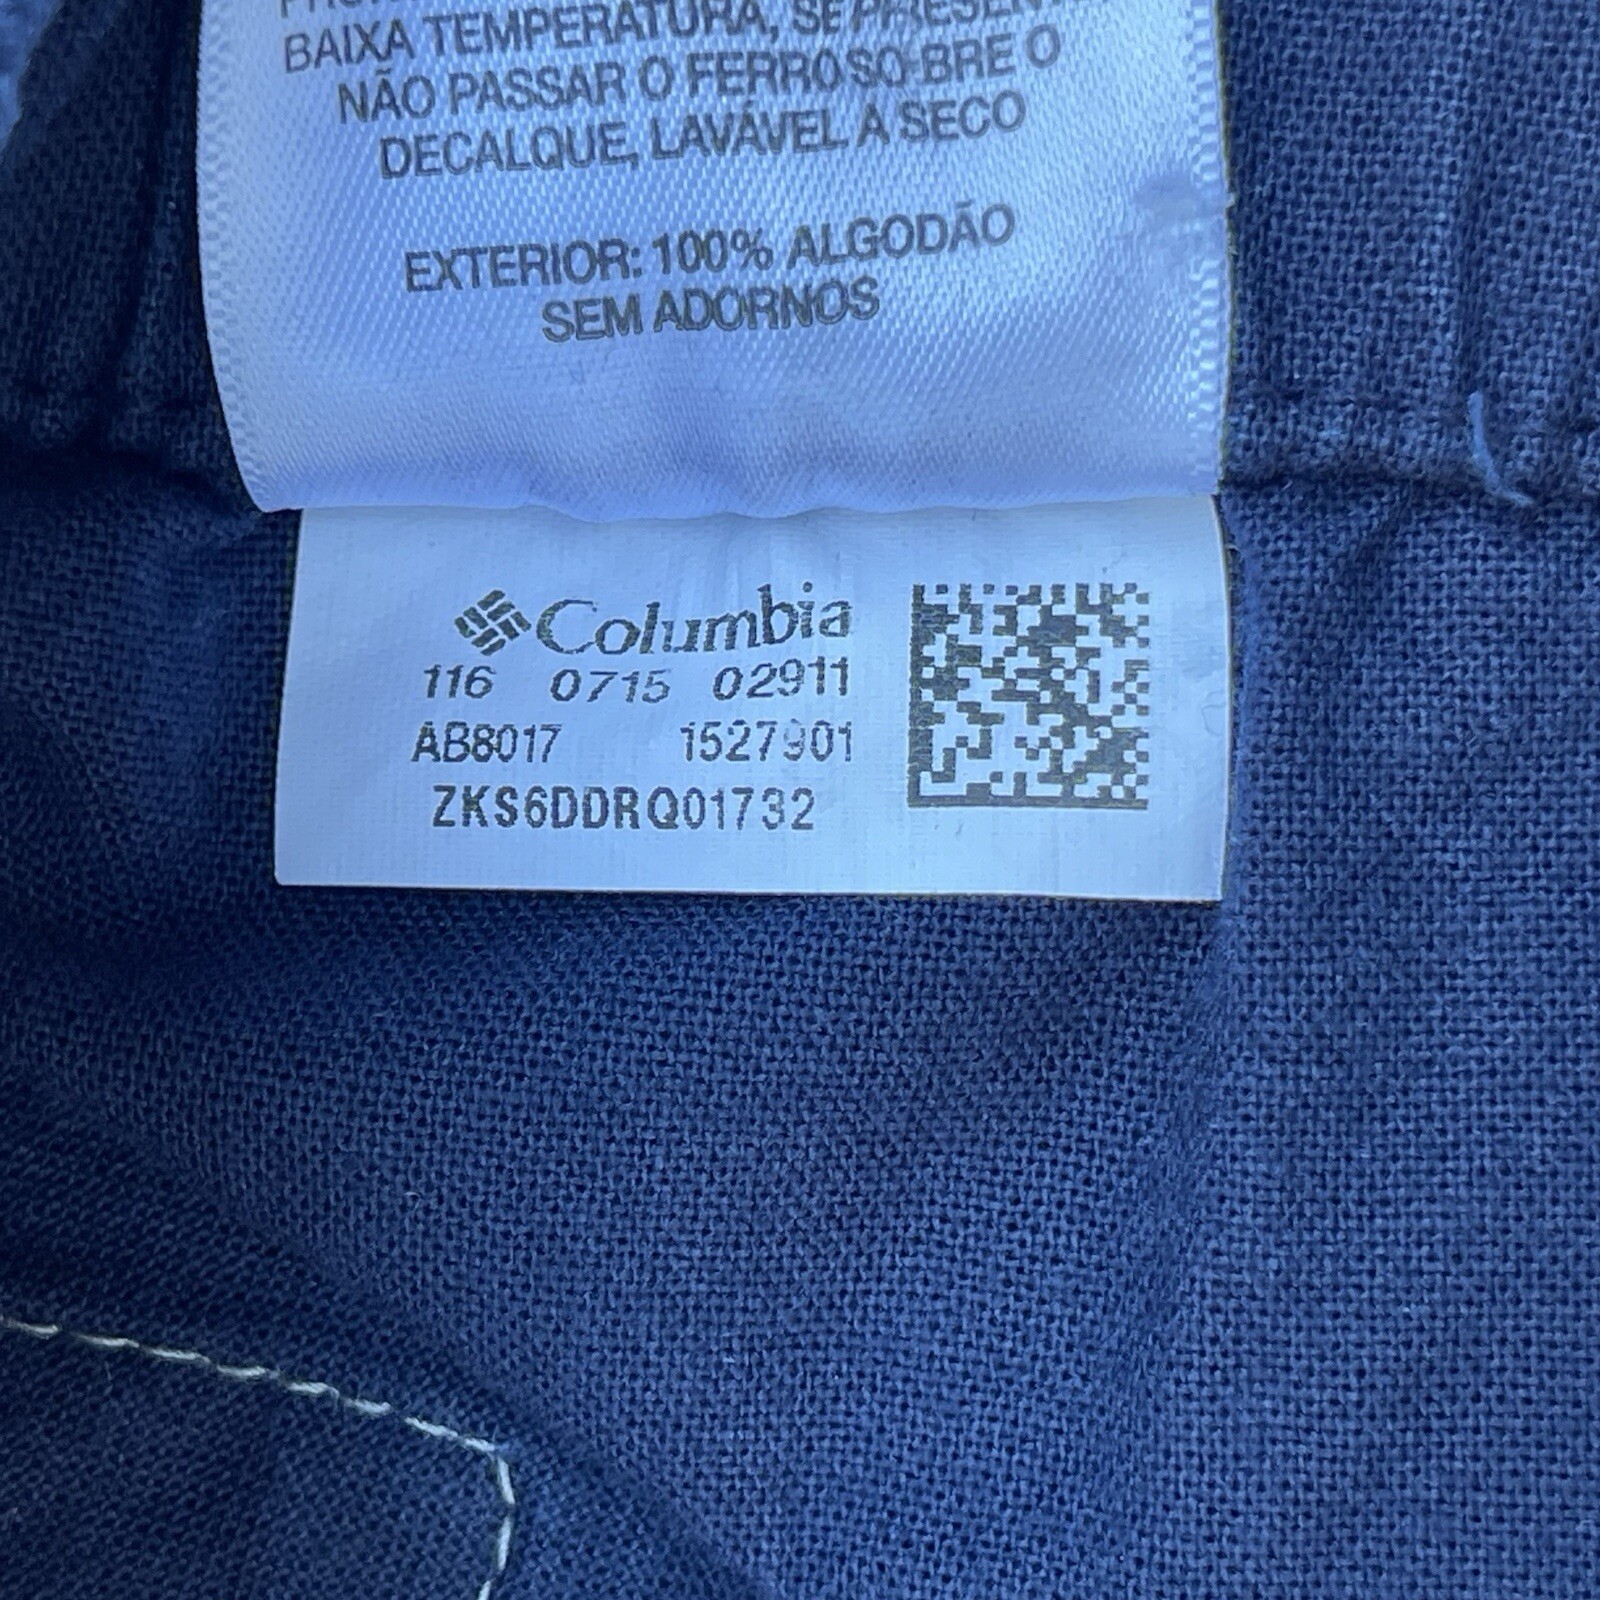 BAIXA TEMPERATURA, SE
NÃO PASSAR O FERRO SOBRE O
DECALQUE, LAVÁVEL A SECO
EXTERIOR: 100% ALGODÃO
SEM ADORNOS
Columbia
116 0715 02911
AB8017 1527901
ZKS6DDRQ01732